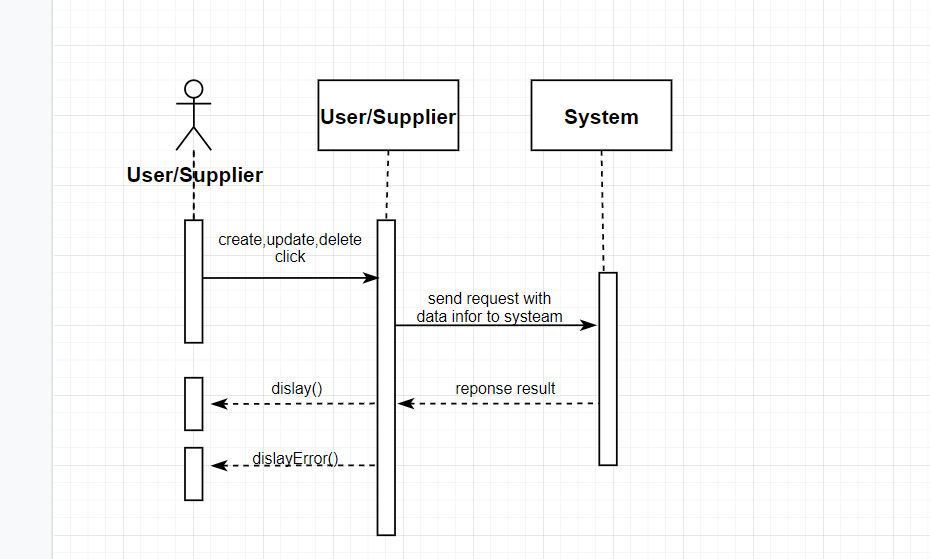 User/Supplier
System
User/Supplier
create,update,delete
click
send request with
data infor to systeam
dislay()
reponse result
dislayError()